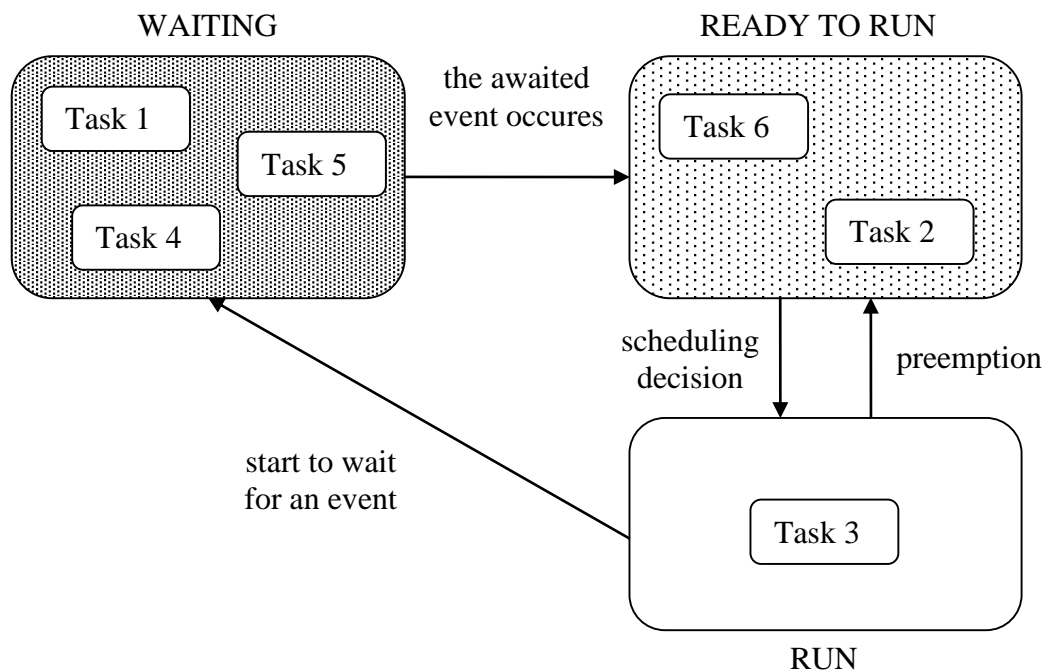 WAITING
READY TO RUN
the awaited
event occures
Task 1
Task 5
Task 4
Task 6
Task 2
scheduling
decision
preemption
start to wait
for an event
Task 3
RUN